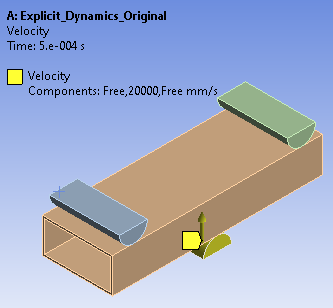 A: Explicit_Dynamics_Original
Velocity
Time: 5.e-004 s
Velocity
Components: Free,20000,Free mm/s